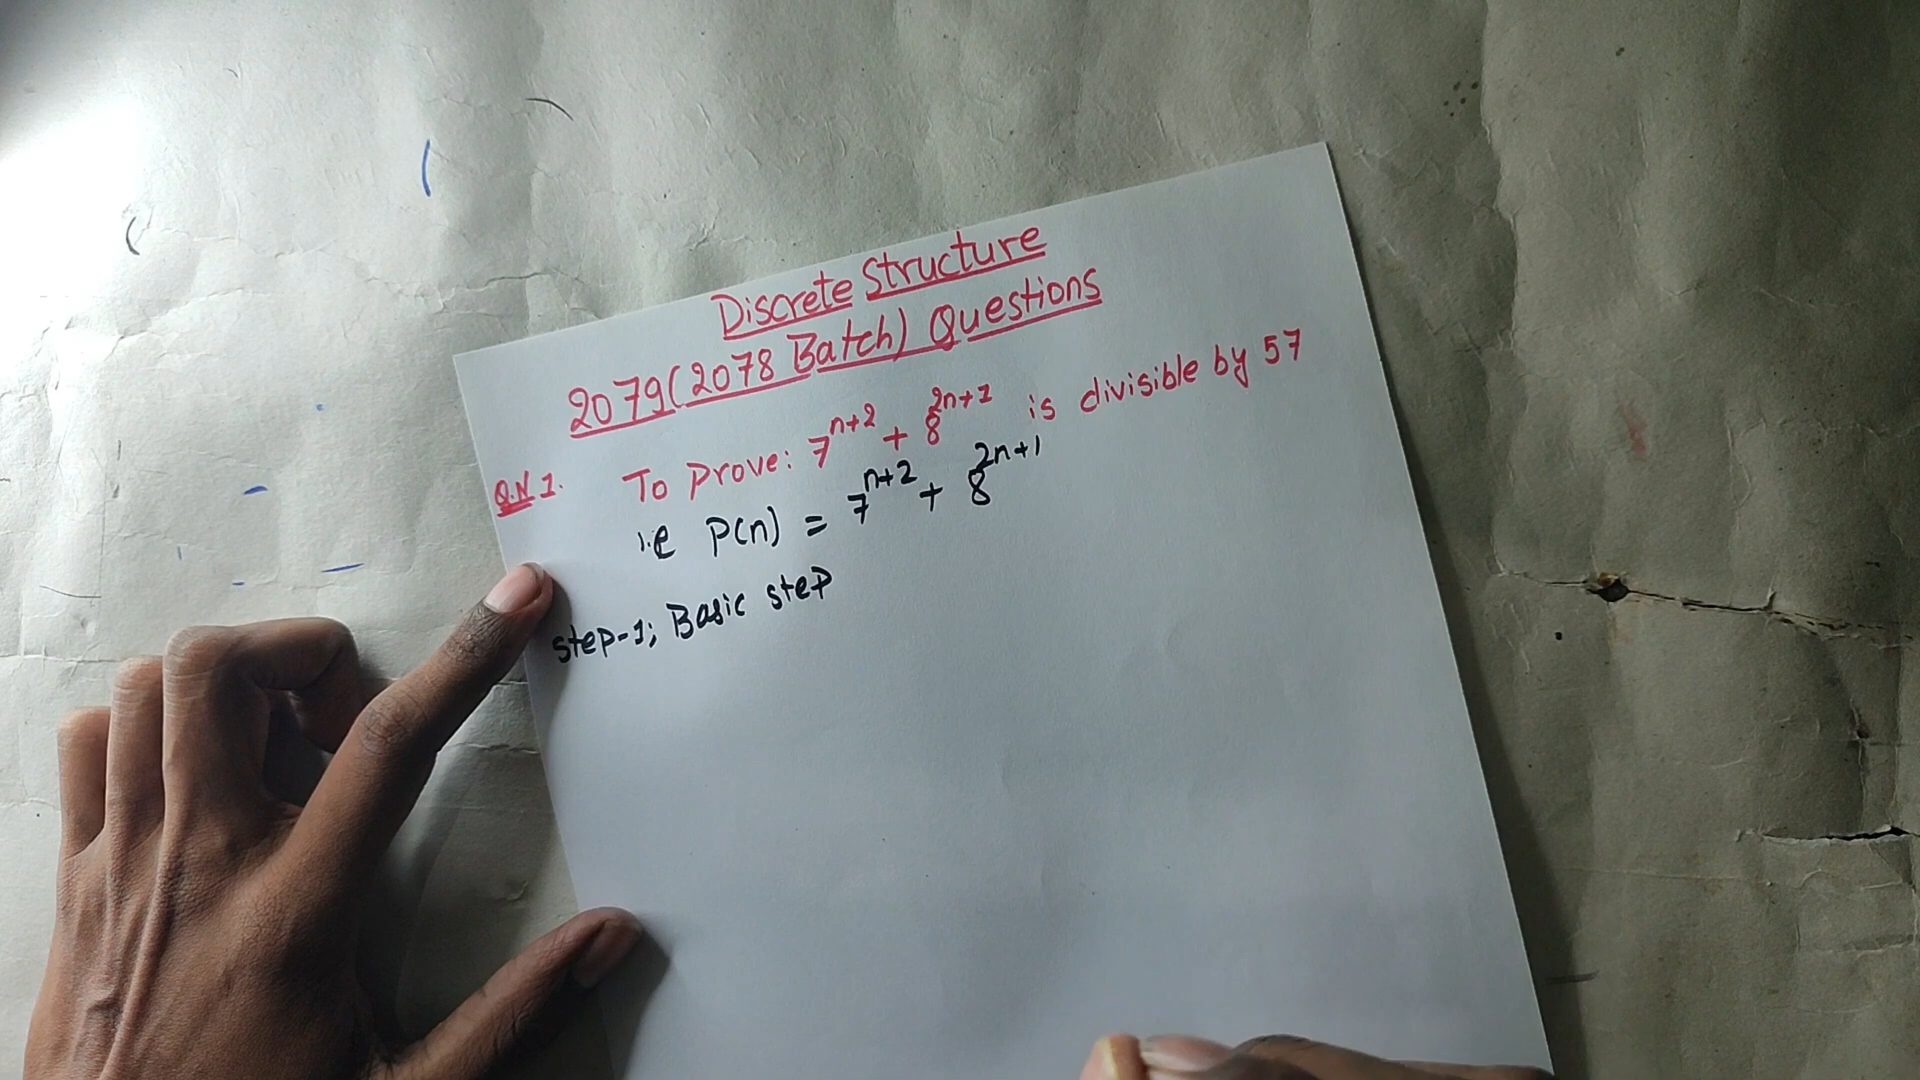 Discrete Structure
2079(2078 Batch) Questions
Q.N 1. To prove: 7^{n+2} + 8^{2n+1} is divisible by 57
i.e P(n) = 7^{n+2} + 8^{2n+1}
step-1; Basic step